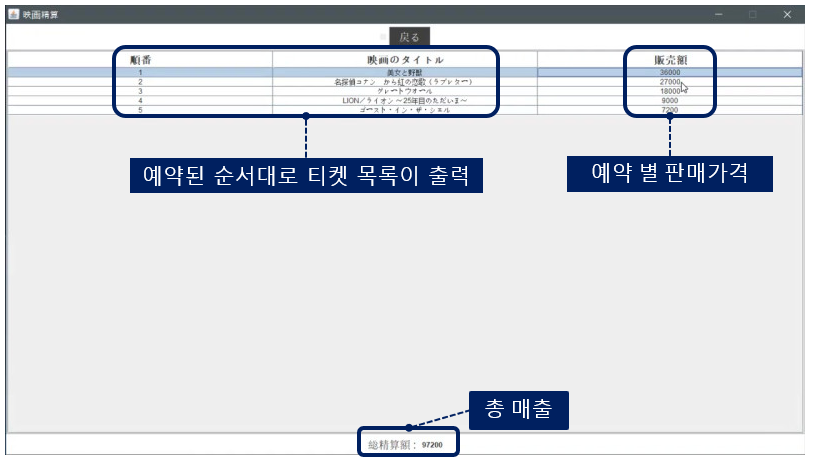 映画精算
戻る
順番 映画のタイトル 販売額
1 美女と野獣 36000
2 名探偵コナン から紅の恋歌（ラブレター） 27000
3 グレートウォール 18000
4 LION／ライオン～25年目のただいま～ 9000
5 ゴースト・イン・ザ・シェル 7200
예약된 순서대로 티켓 목록이 출력
예약 별 판매가격
총 매출
総精算額： 97200